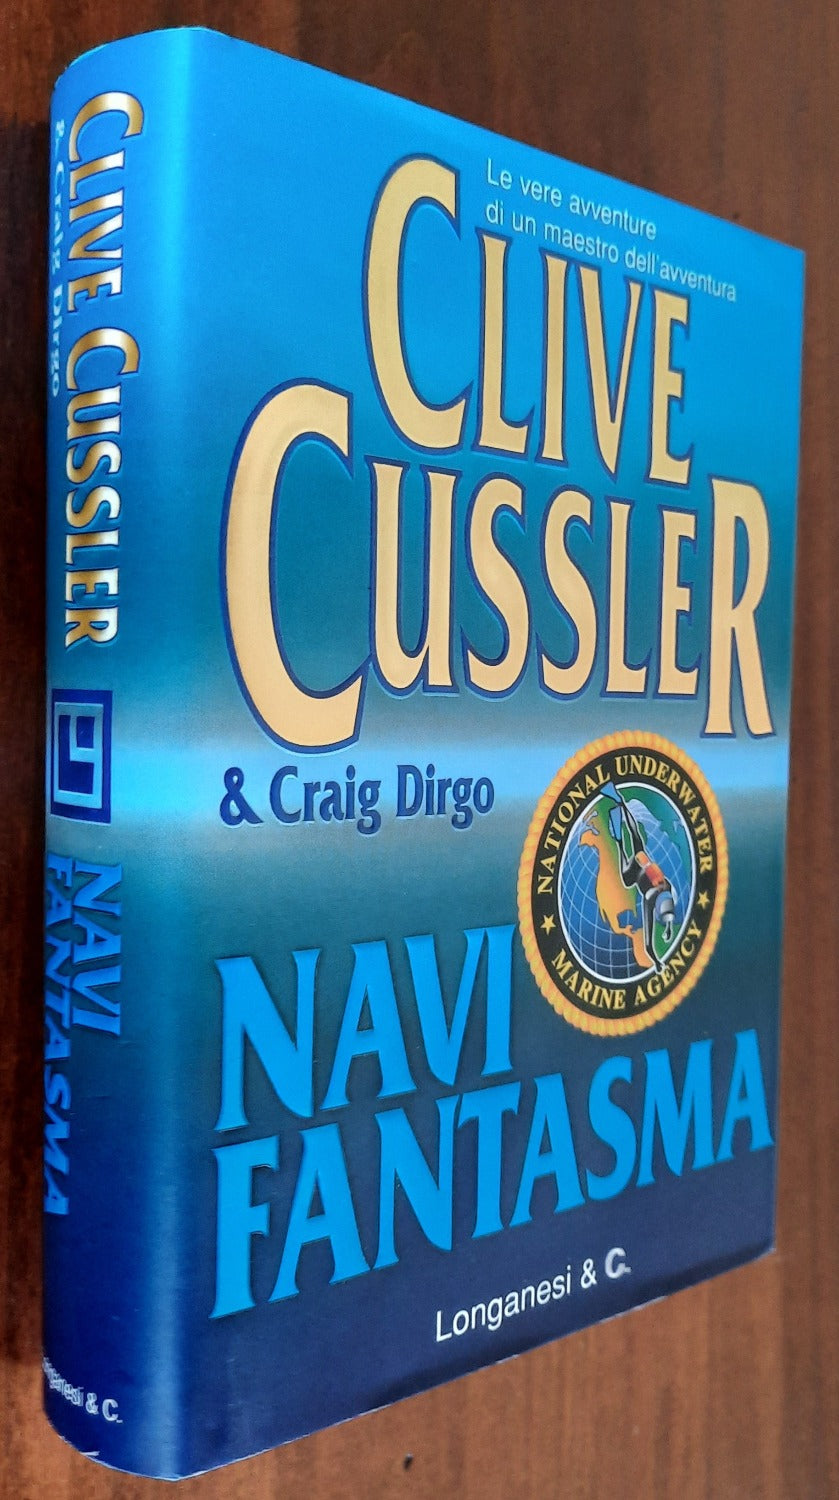 Le vere avventure
di un maestro dell'avventura
CLIVE
CUSSLER
& Craig Dirgo
NATIONAL UNDERWATER
MARINE AGENCY
NAVI
FANTASMA
Longanesi & C.
CLIVE CUSSLER
& Craig Dirgo
NAVI
FANTASMA
Longanesi & C.